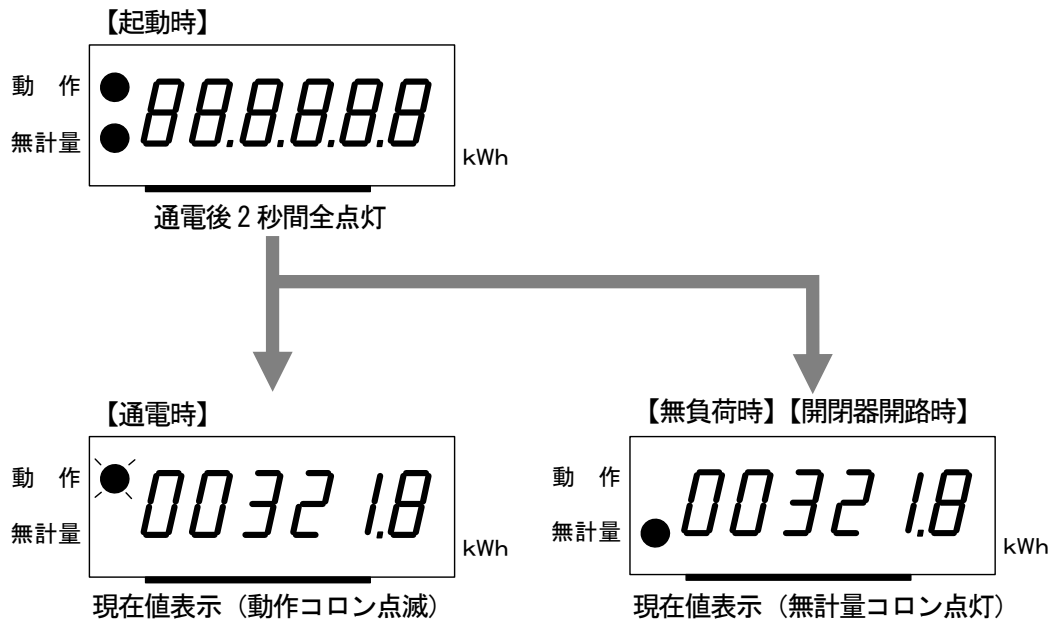 【起動時】
動　作
88.8.8.8.8
無計量
kWh
通電後2秒間全点灯
【通電時】
動　作
00321.8
無計量
kWh
現在値表示（動作コロン点滅）
【無負荷時】【開閉器開路時】
動　作
00321.8
無計量
kWh
現在値表示（無計量コロン点灯）